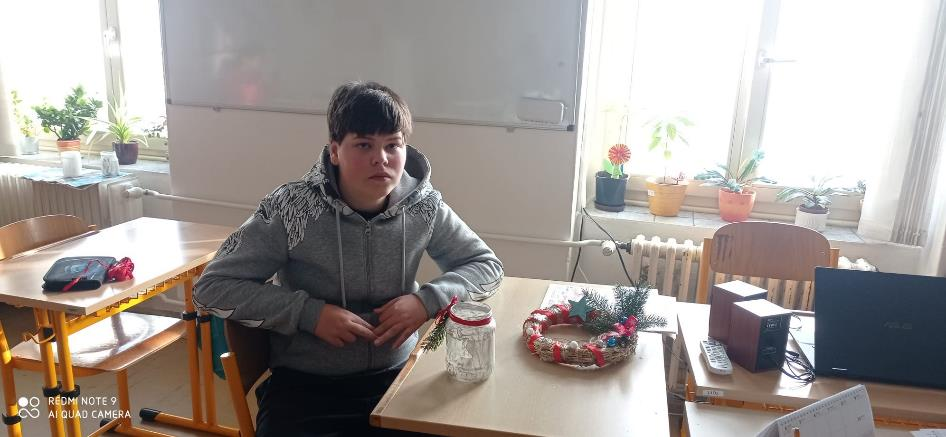 ASUS
REDMI NOTE 9
AI QUAD CAMERA